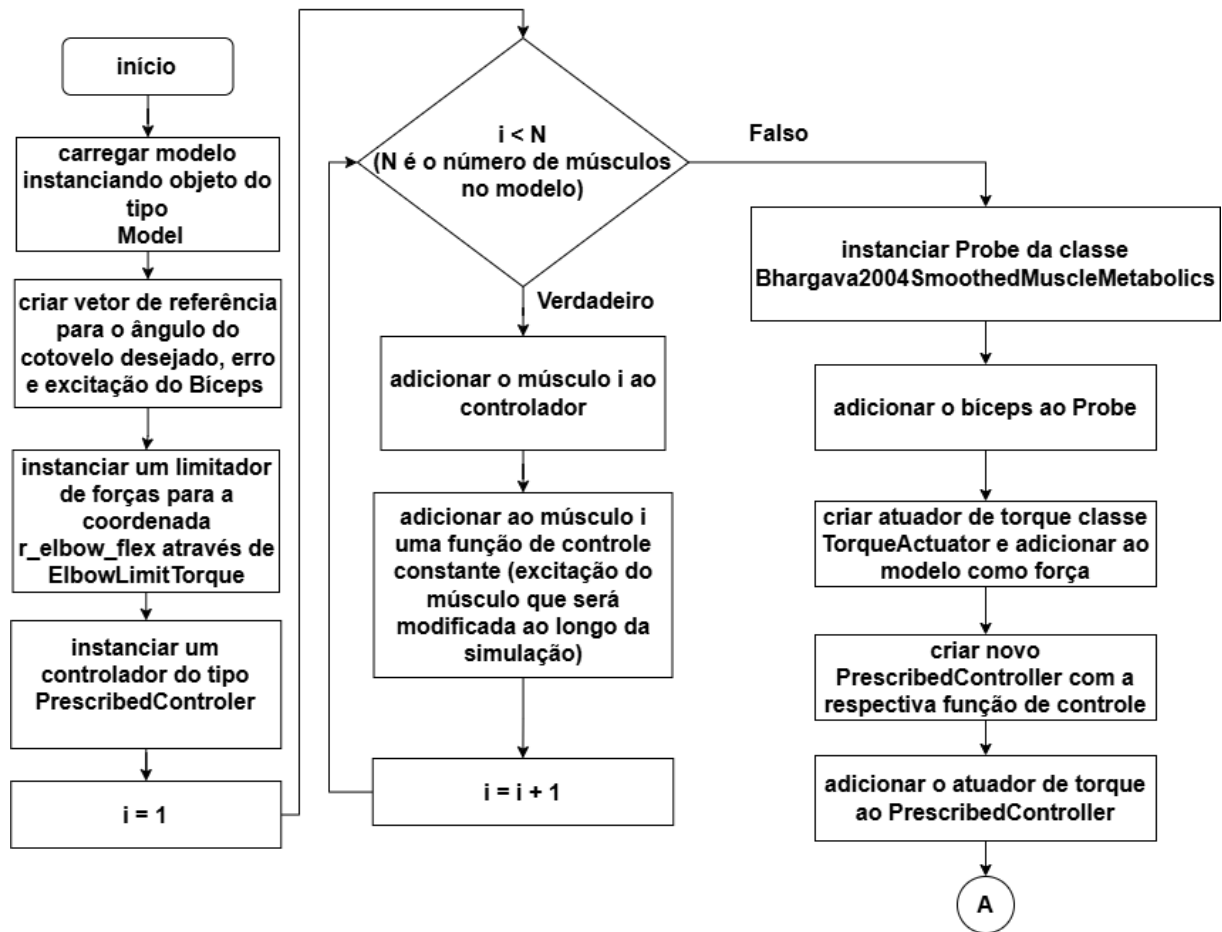 início
carregar modelo
instanciando objeto do
tipo
Model
criar vetor de referência
para o ângulo do
cotovelo desejado, erro
e excitação do Bíceps
instanciar um limitador
de forças para a
coordenada
r_elbow_flex através de
ElbowLimitTorque
instanciar um
controlador do tipo
PrescribedControler
i = 1
i < N
(N é o número de músculos
no modelo)
Verdadeiro
adicionar o músculo i ao
controlador
adicionar ao músculo i
uma função de controle
constante (excitação do
músculo que será
modificada ao longo da
simulação)
i = i + 1
Falso
instanciar Probe da classe
Bhargava2004SmoothedMuscleMetabolics
adicionar o bíceps ao Probe
criar atuador de torque classe
TorqueActuator e adicionar ao
modelo como força
criar novo
PrescribedController com a
respectiva função de controle
adicionar o atuador de torque
ao PrescribedController
A